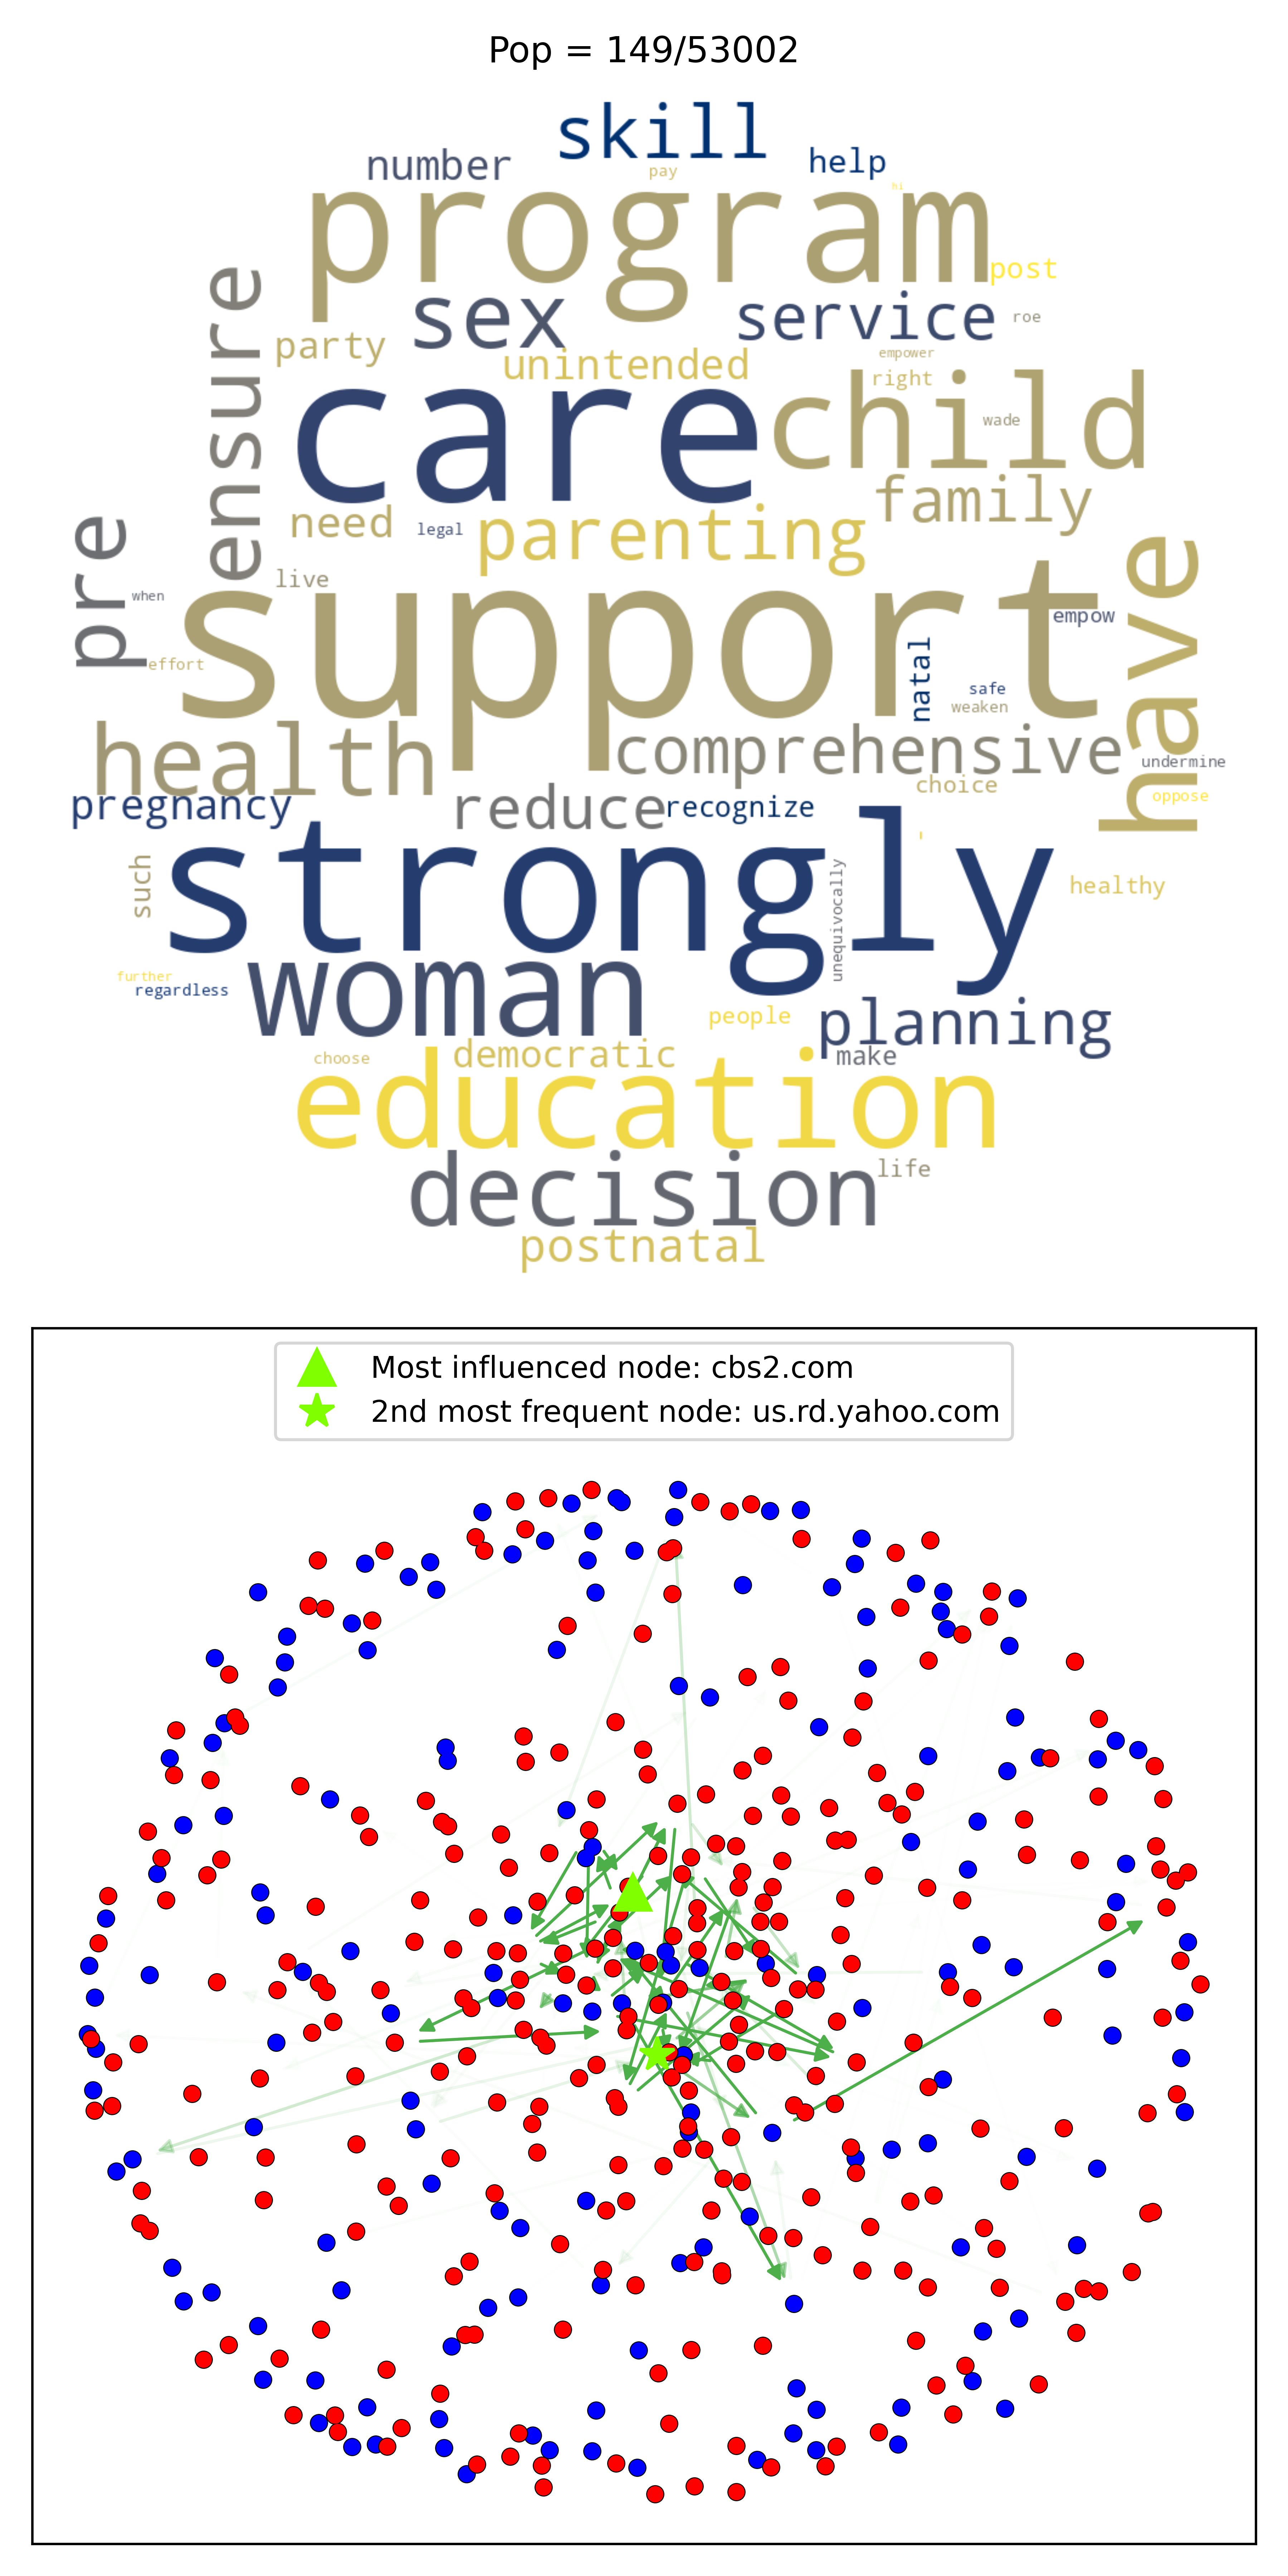 Pop = 149/53002
skill
number
help
pay
hi
program
post
ensure
sex
service
roe
party
unintended
empower
right
care
child
wade
family
need
legal
parenting
pre
live
have
when
support
empow
effort
natal
safe
weaken
health
comprehensive
undermine
choice
oppose
pregnancy
reduce
recognize
'
strongly
such
unequivocally
healthy
further
regardless
woman
people
planning
choose
democratic
make
education
decision
life
postnatal
Most influenced node: cbs2.com
2nd most frequent node: us.rd.yahoo.com